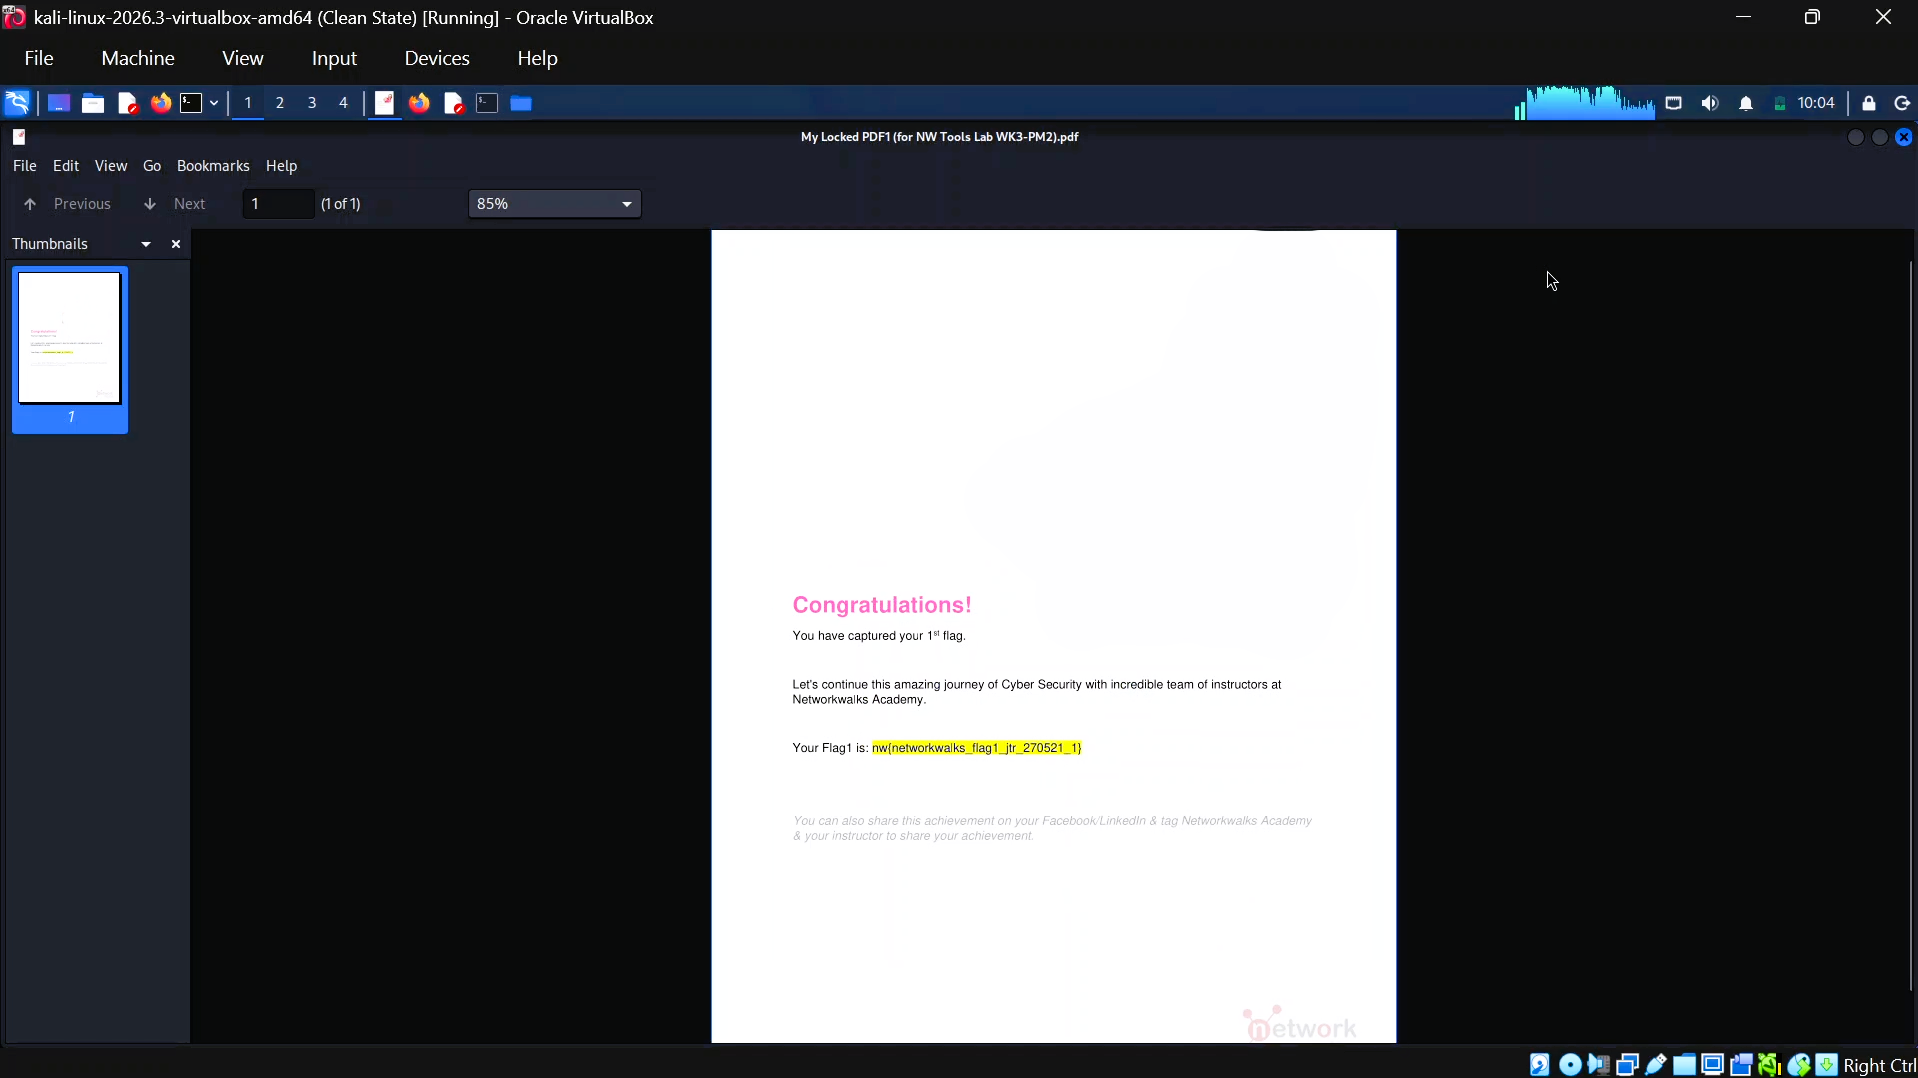 kali-linux-2026.3-virtualbox-amd64 (Clean State) [Running] - Oracle VirtualBox
File Machine View Input Devices Help
1 2 3 4 10:04
My Locked PDF1 (for NW Tools Lab WK3-PM2).pdf
File Edit View Go Bookmarks Help
Previous Next 1 (1 of 1) 85%
Thumbnails
1
Congratulations!
You have captured your 1st flag.
Let's continue this amazing journey of Cyber Security with incredible team of instructors at
Networkwalks Academy.
Your Flag1 is: nw{networkwalks_flag1_jtr_270521_1}
You can also share this achievement on your Facebook/LinkedIn & tag Networkwalks Academy
& your instructor to share your achievement.
network
Right Ctrl